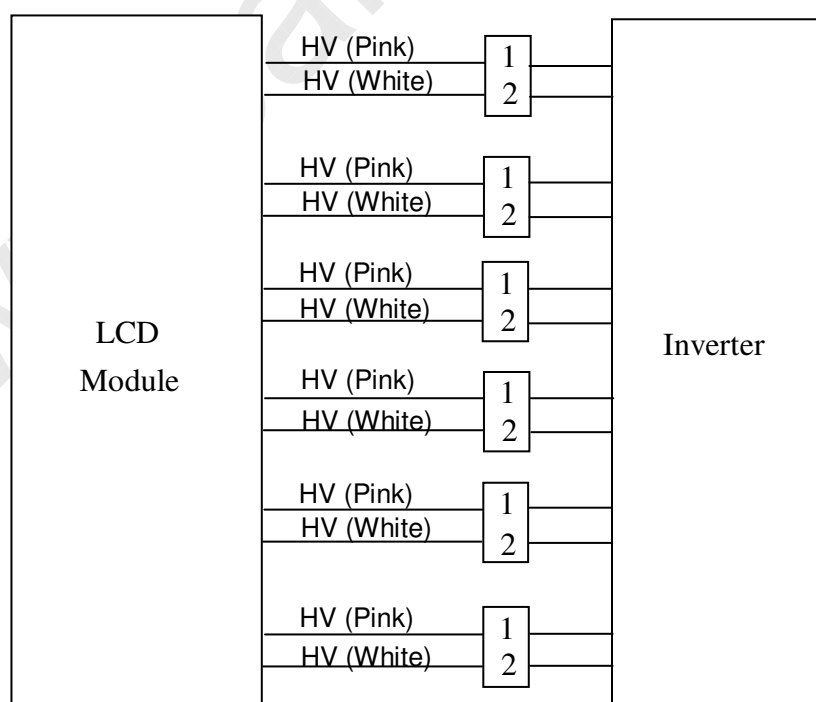 HV (Pink)
1
HV (White)
2
HV (Pink)
1
HV (White)
2
HV (Pink)
1
HV (White)
2
LCD
Module
Inverter
HV (Pink)
1
HV (White)
2
HV (Pink)
1
HV (White)
2
HV (Pink)
1
HV (White)
2